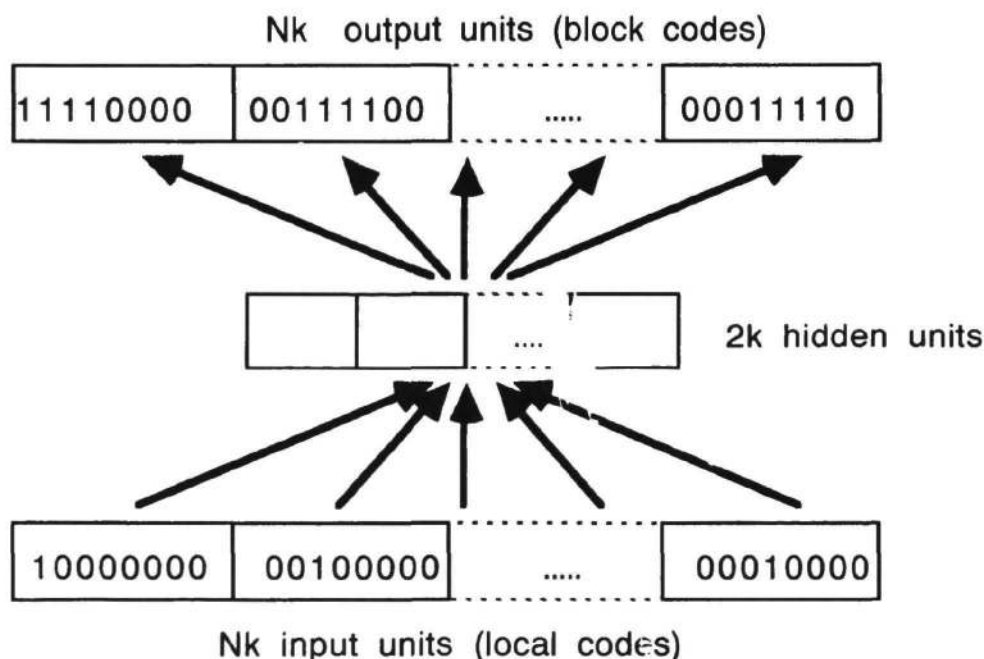 Nk output units (block codes)
11110000 00111100 ..... 00011110
.... 2k hidden units
10000000 00100000 ..... 00010000
Nk input units (local codes)